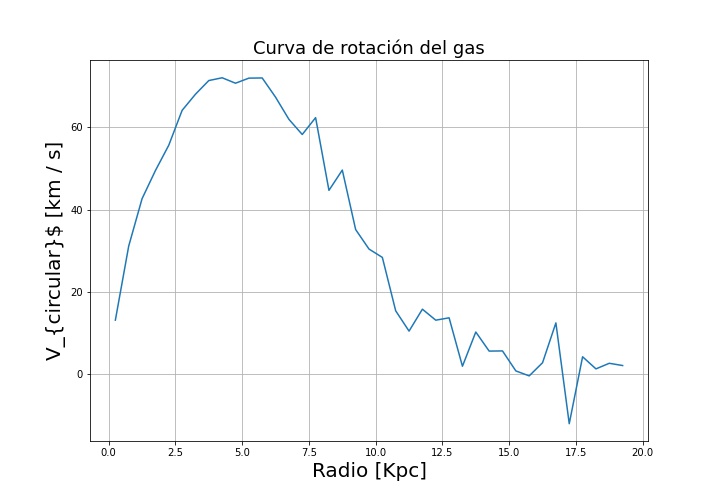 Curva de rotación del gas
V_{circular}$ [km / s]
60
40
20
0
0.0 2.5 5.0 7.5 10.0 12.5 15.0 17.5 20.0
Radio [Kpc]